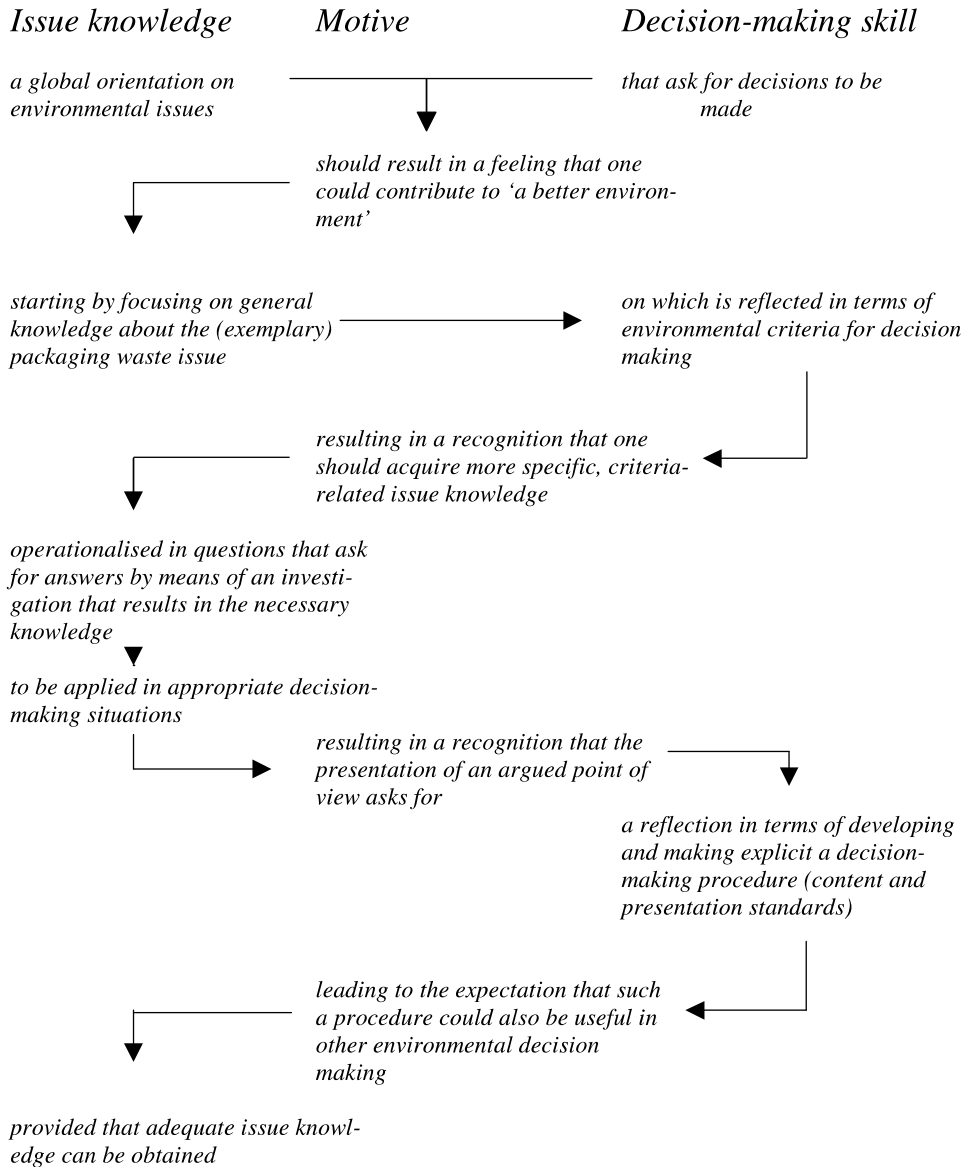 Issue knowledge Motive Decision-making skill
a global orientation on
environmental issues
that ask for decisions to be
made
should result in a feeling that one
could contribute to ‘a better environ-
ment’
starting by focusing on general
knowledge about the (exemplary)
packaging waste issue
on which is reflected in terms of
environmental criteria for decision
making
resulting in a recognition that one
should acquire more specific, criteria-
related issue knowledge
operationalised in questions that ask
for answers by means of an investi-
gation that results in the necessary
knowledge
to be applied in appropriate decision-
making situations
resulting in a recognition that the
presentation of an argued point of
view asks for
a reflection in terms of developing
and making explicit a decision-
making procedure (content and
presentation standards)
leading to the expectation that such
a procedure could also be useful in
other environmental decision
making
provided that adequate issue knowl-
edge can be obtained